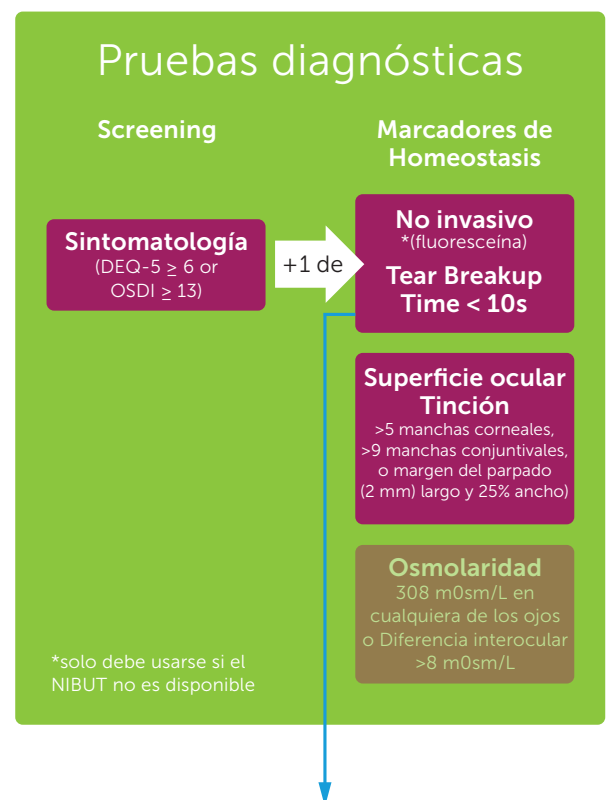 Pruebas diagnósticas
Screening
Sintomatología
(DEQ-5 ≥ 6 or
OSDI ≥ 13)
+1 de
Marcadores de
Homeostasis
No invasivo
*(fluoresceína)
Tear Breakup
Time < 10s
Superficie ocular
Tinción
>5 manchas corneales,
>9 manchas conjuntivales,
o margen del parpado
(2 mm) largo y 25% ancho)
Osmolaridad
308 m0sm/L en
cualquiera de los ojos
o Diferencia interocular
>8 m0sm/L
*solo debe usarse si el
NIBUT no es disponible